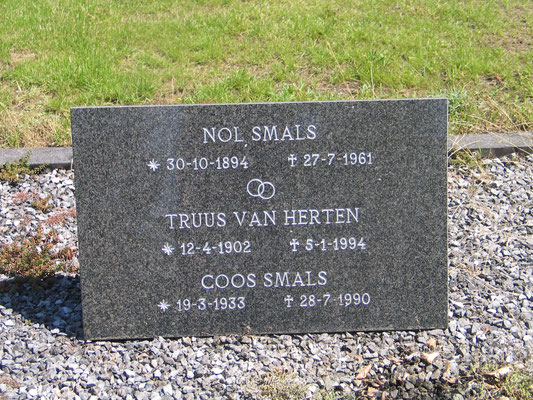 NOL SMALS
* 30-10-1894 † 27-7-1961
TRUUS VAN HERTEN
* 12-4-1902 † 5-1-1994
COOS SMALS
* 19-3-1933 † 28-7-1990